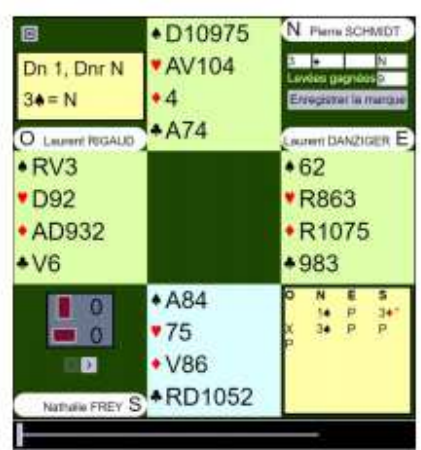 Dn 1, Dnr N
3♠= N
♠D10975
♥AV104
♦4
♣A74
N Pierre SCHMIDT
3 ♠ N
Levées gagnées 9
Enregistrer la marque
O Laurent RIGAUD
Laurent DANZIGER E
♠RV3
♥D92
♦AD932
♣V6
♠62
♥R863
♦R1075
♣983
0
0
Nathalie FREY S
♠A84
♥75
♦V86
♣RD1052
O N E S
1♠ P 3♦*
X 3♠ P P
P